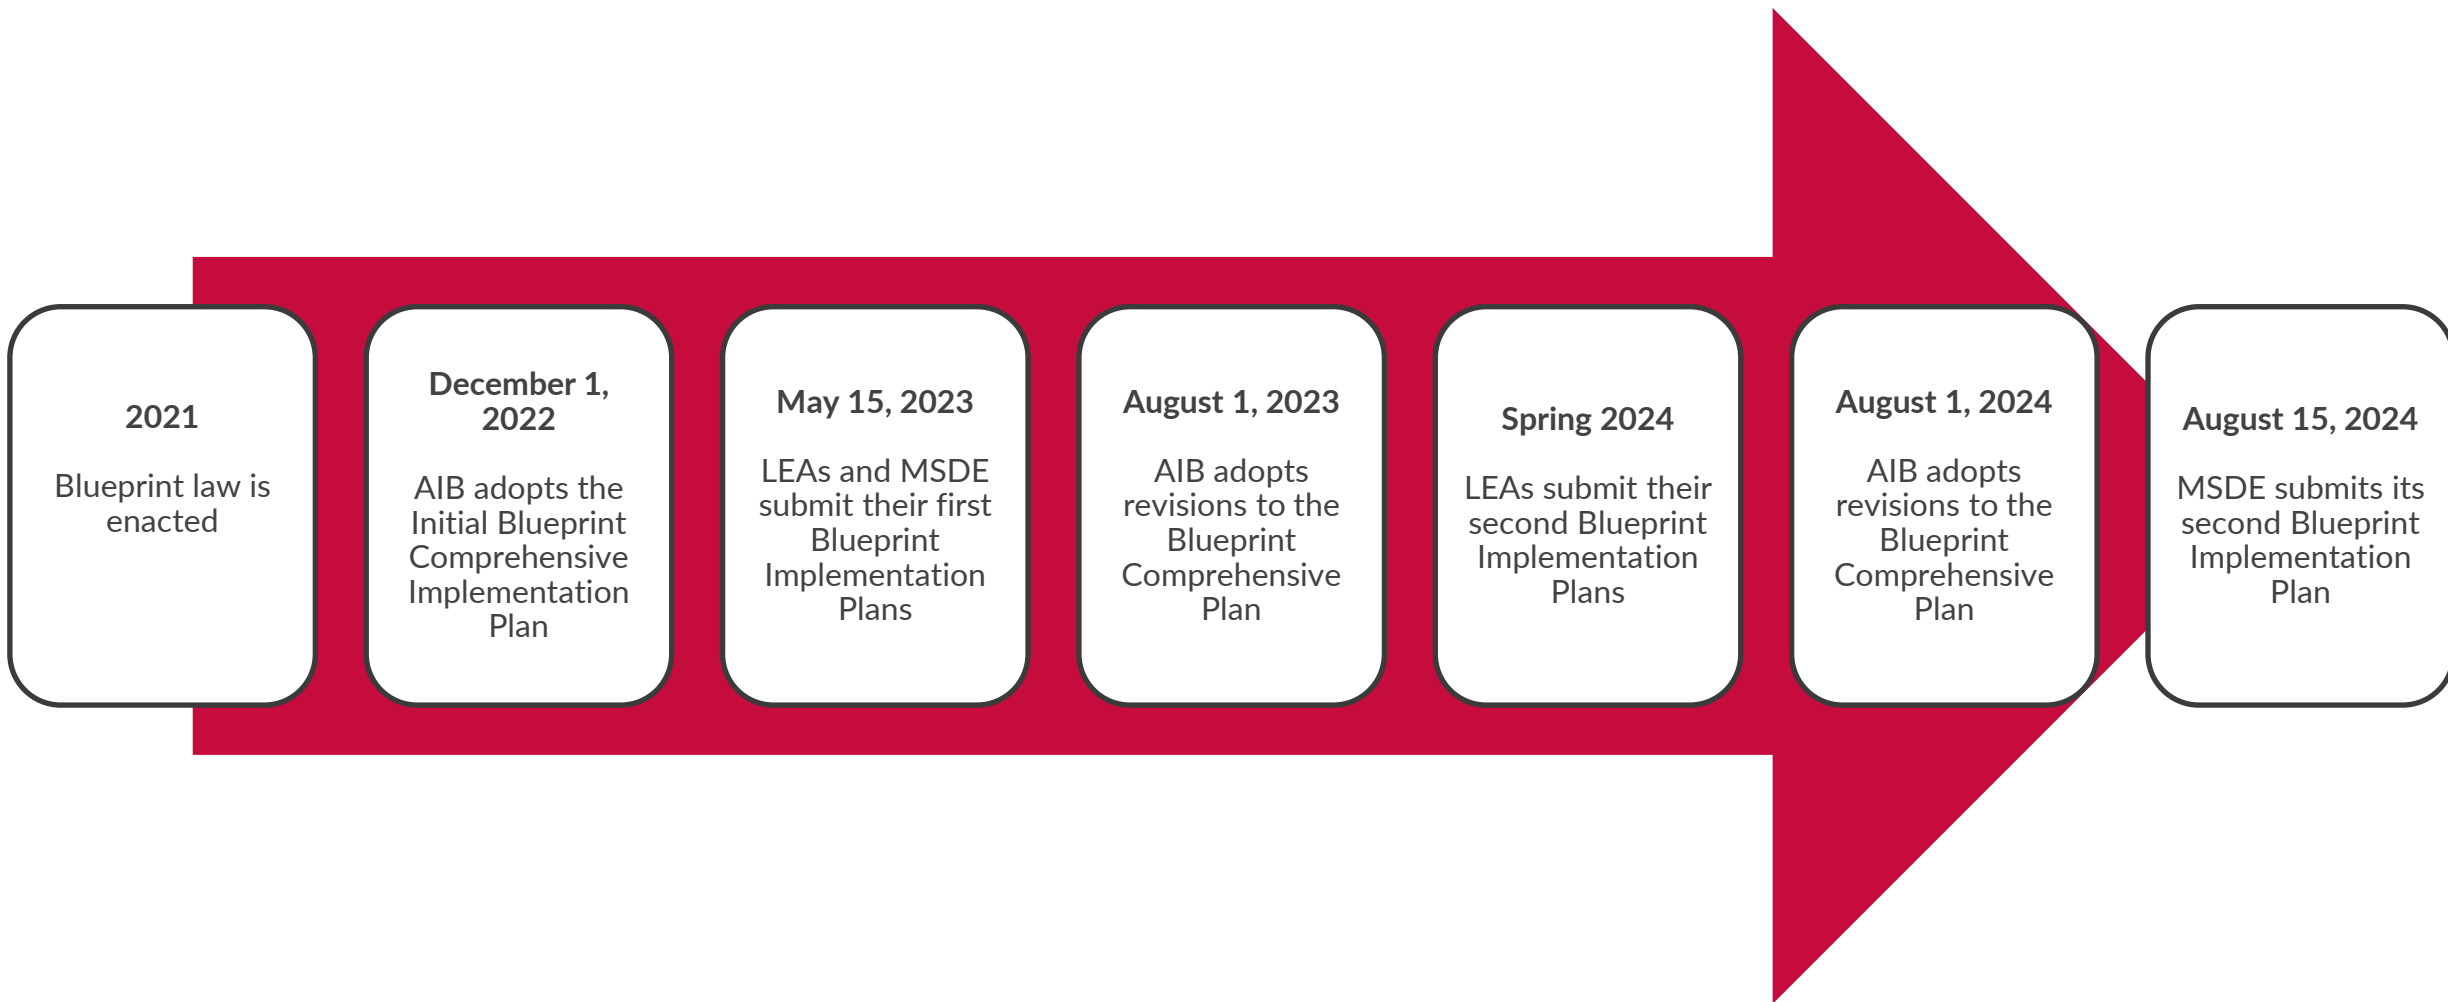 2021
Blueprint law is
enacted
December 1,
2022
AIB adopts the
Initial Blueprint
Comprehensive
Implementation
Plan
May 15, 2023
LEAs and MSDE
submit their first
Blueprint
Implementation
Plans
August 1, 2023
AIB adopts
revisions to the
Blueprint
Comprehensive
Plan
Spring 2024
LEAs submit their
second Blueprint
Implementation
Plans
August 1, 2024
AIB adopts
revisions to the
Blueprint
Comprehensive
Plan
August 15, 2024
MSDE submits its
second Blueprint
Implementation
Plan